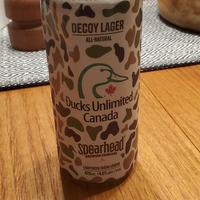 DECOY LAGER
ALL-NATURAL
Ducks Unlimited
Canada
Spearhead